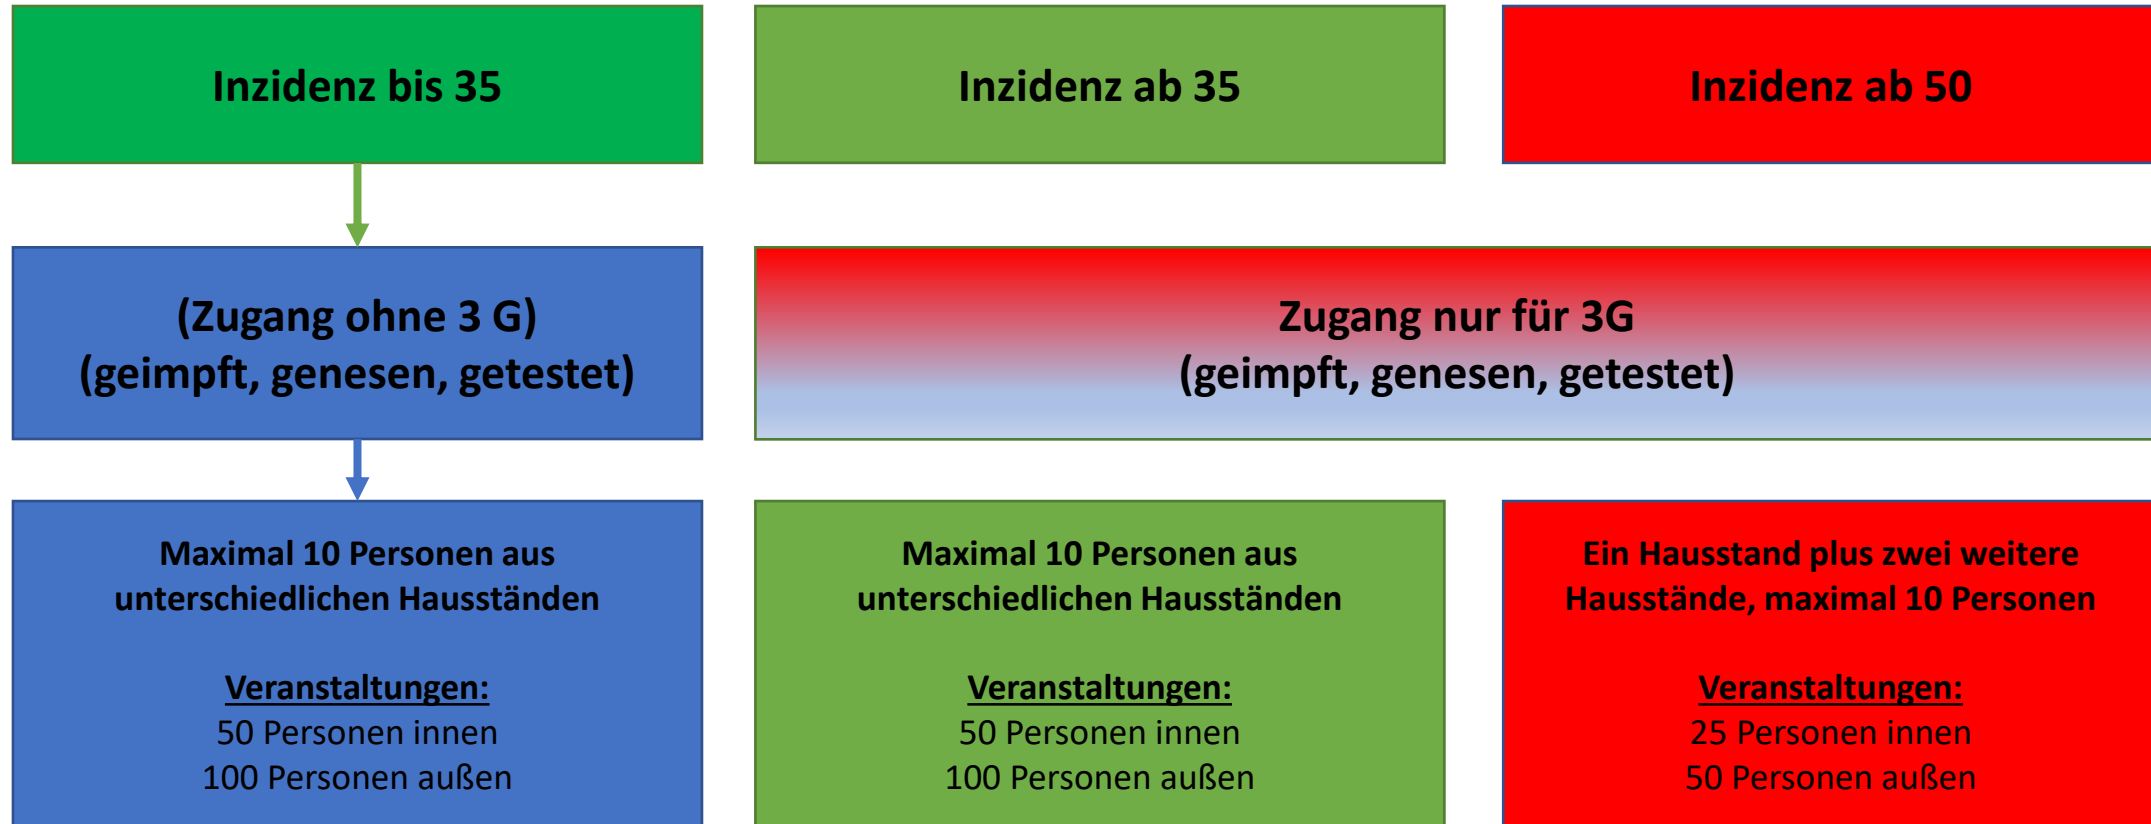 Inzidenz bis 35
Inzidenz ab 35
Inzidenz ab 50
(Zugang ohne 3 G)
(geimpft, genesen, getestet)
Zugang nur für 3G
(geimpft, genesen, getestet)
Maximal 10 Personen aus
unterschiedlichen Hausständen
Veranstaltungen:
50 Personen innen
100 Personen außen
Maximal 10 Personen aus
unterschiedlichen Hausständen
Veranstaltungen:
50 Personen innen
100 Personen außen
Ein Hausstand plus zwei weitere
Hausstände, maximal 10 Personen
Veranstaltungen:
25 Personen innen
50 Personen außen